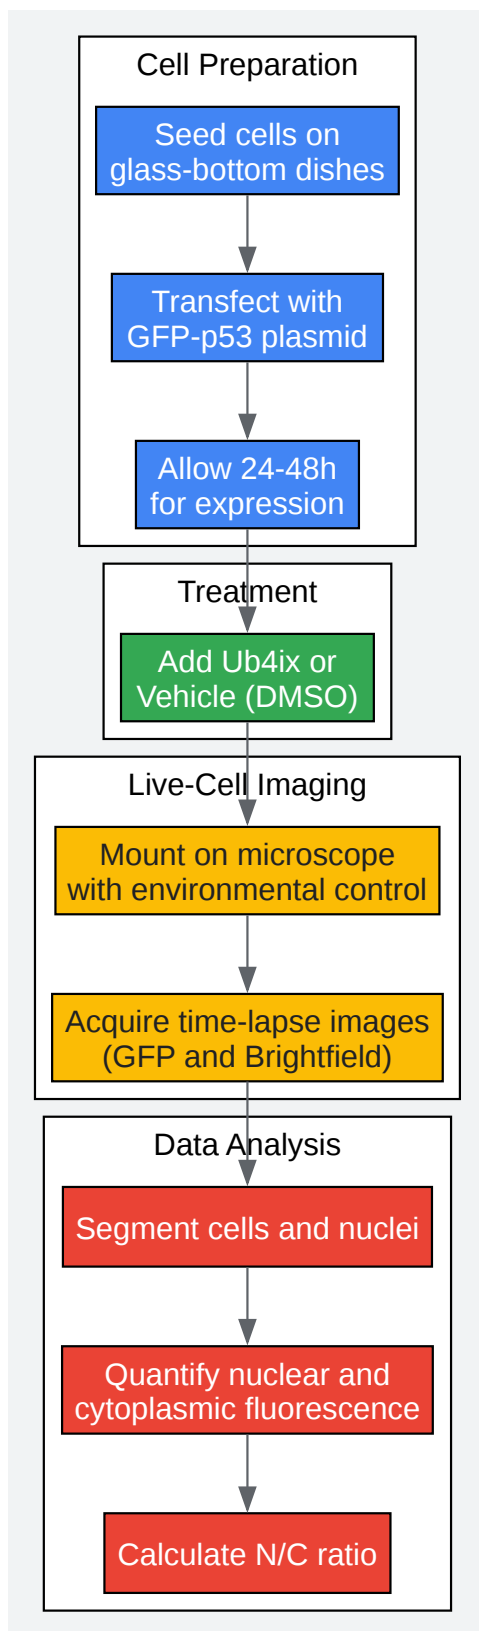 Cell Preparation
Seed cells on
glass-bottom dishes
Transfect with
GFP-p53 plasmid
Allow 24-48h
for expression
Treatment
Add Ub4ix or
Vehicle (DMSO)
Live-Cell Imaging
Mount on microscope
with environmental control
Acquire time-lapse images
(GFP and Brightfield)
Data Analysis
Segment cells and nuclei
Quantify nuclear and
cytoplasmic fluorescence
Calculate N/C ratio